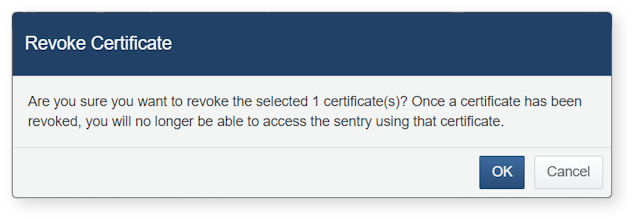 Revoke Certificate
Are you sure you want to revoke the selected 1 certificate(s)? Once a certificate has been
revoked, you will no longer be able to access the sentry using that certificate.
OK
Cancel